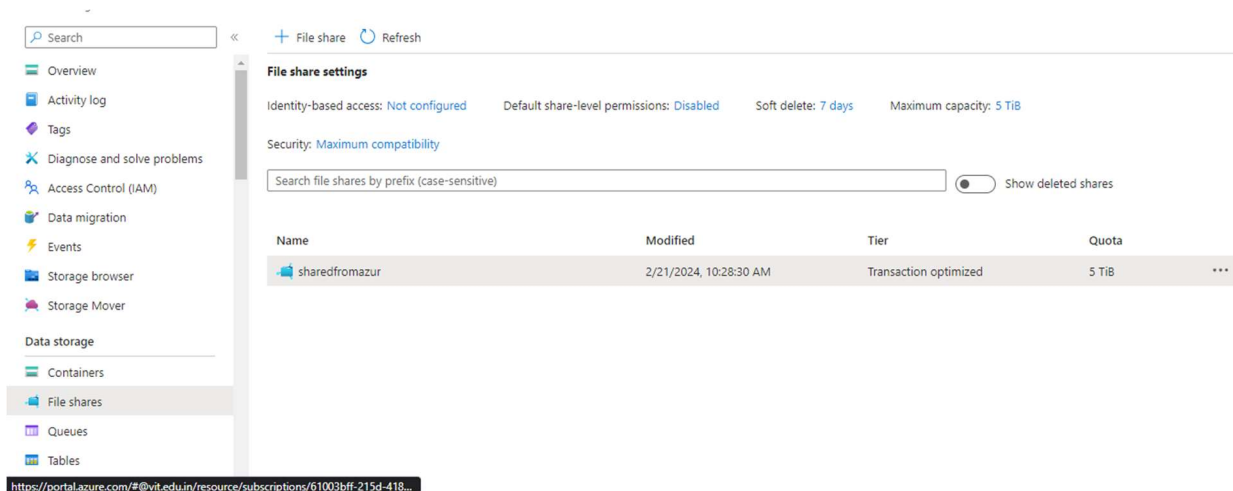 Search
«
Overview
Activity log
Tags
Diagnose and solve problems
Access Control (IAM)
Data migration
Events
Storage browser
Storage Mover
Data storage
Containers
File shares
Queues
Tables
https://portal.azure.com/#@vit.edu.in/resource/subscriptions/61003bff-215d-418...
+ File share Refresh
File share settings
Identity-based access: Not configured Default share-level permissions: Disabled Soft delete: 7 days Maximum capacity: 5 TiB
Security: Maximum compatibility
Search file shares by prefix (case-sensitive) Show deleted shares
Name Modified Tier Quota
sharedfromazur 2/21/2024, 10:28:30 AM Transaction optimized 5 TiB ...